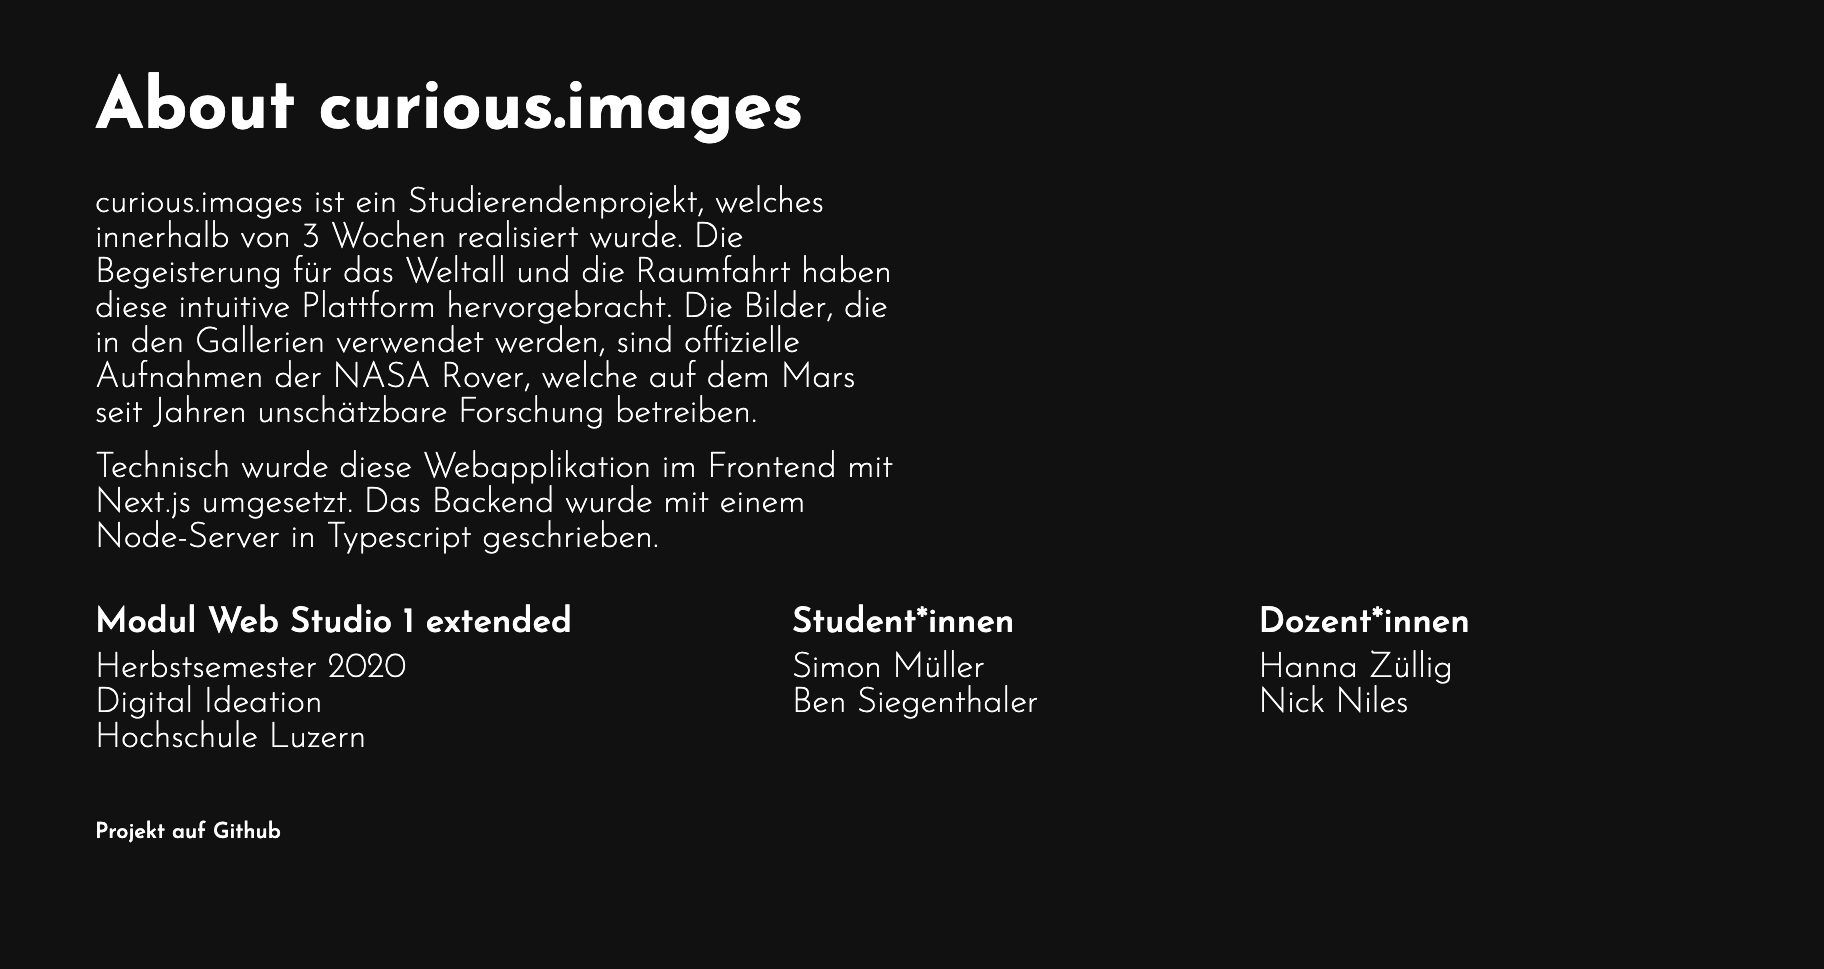 About curious.images
curious.images ist ein Studierendenprojekt, welches
innerhalb von 3 Wochen realisiert wurde. Die
Begeisterung für das Weltall und die Raumfahrt haben
diese intuitive Plattform hervorgebracht. Die Bilder, die
in den Gallerien verwendet werden, sind offizielle
Aufnahmen der NASA Rover, welche auf dem Mars
seit Jahren unschätzbare Forschung betreiben.
Technisch wurde diese Webapplikation im Frontend mit
Next.js umgesetzt. Das Backend wurde mit einem
Node-Server in Typescript geschrieben.
Modul Web Studio 1 extended
Herbstsemester 2020
Digital Ideation
Hochschule Luzern
Student*innen
Simon Müller
Ben Siegenthaler
Dozent*innen
Hanna Züllig
Nick Niles
Projekt auf Github